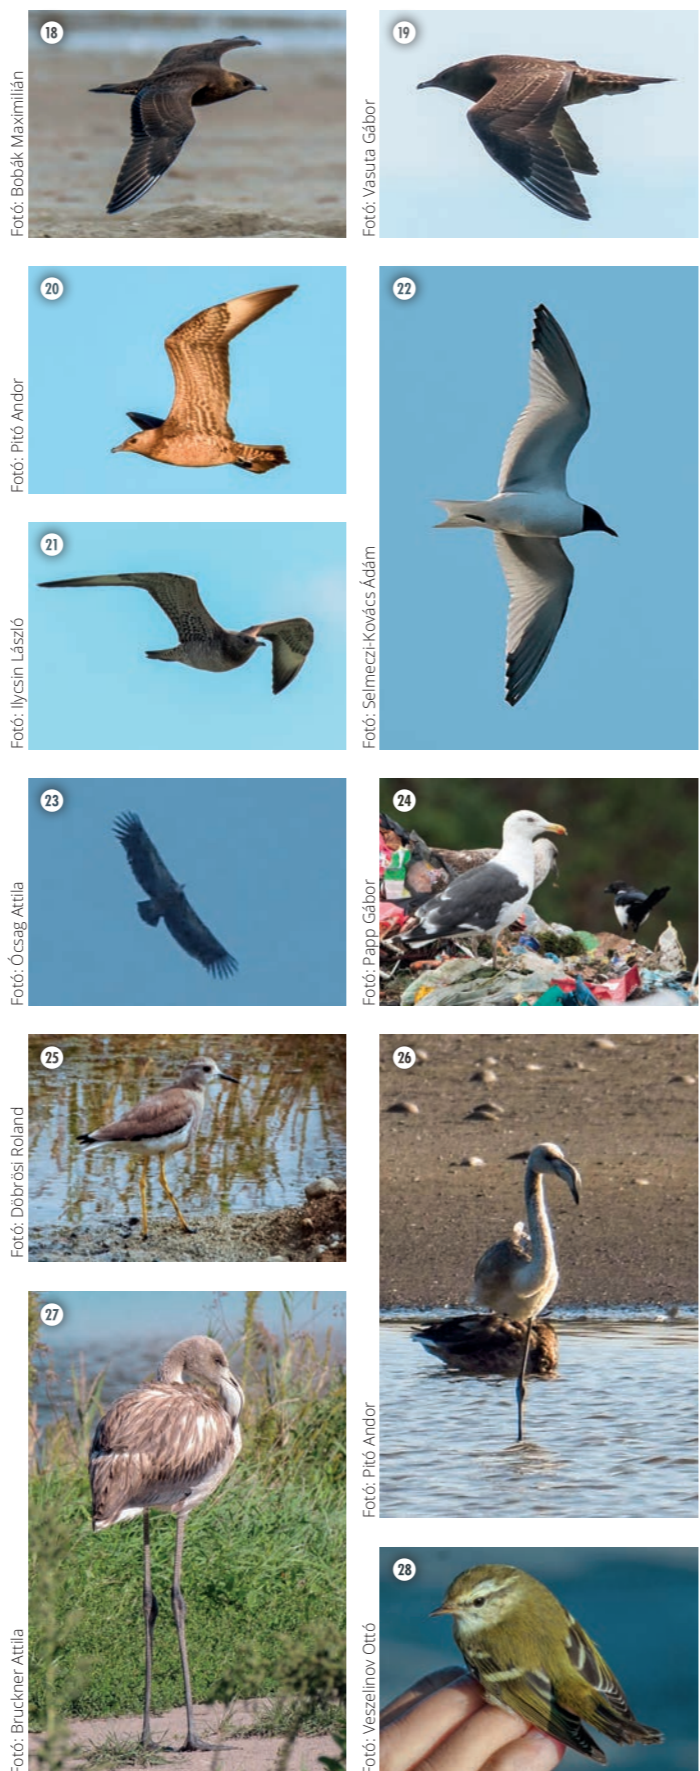 18
Fotó: Bobák Maximilián
19
Fotó: Vasuta Gábor
20
Fotó: Pitó Andor
22
Fotó: Selmeczi-Kovács Ádám
21
Fotó: Ilycsin László
23
Fotó: Ócsag Attila
24
Fotó: Papp Gábor
25
Fotó: Döbrösi Roland
26
Fotó: Pitó Andor
27
Fotó: Bruckner Attila
28
Fotó: Veszelinov Ottó